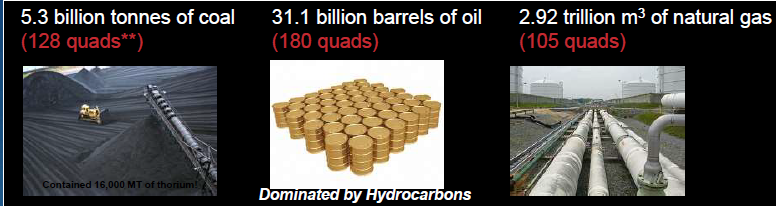 5.3 billion tonnes of coal
(128 quads**)
31.1 billion barrels of oil
(180 quads)
2.92 trillion m³ of natural gas
(105 quads)
Contained 16,000 MT of thorium!
Dominated by Hydrocarbons